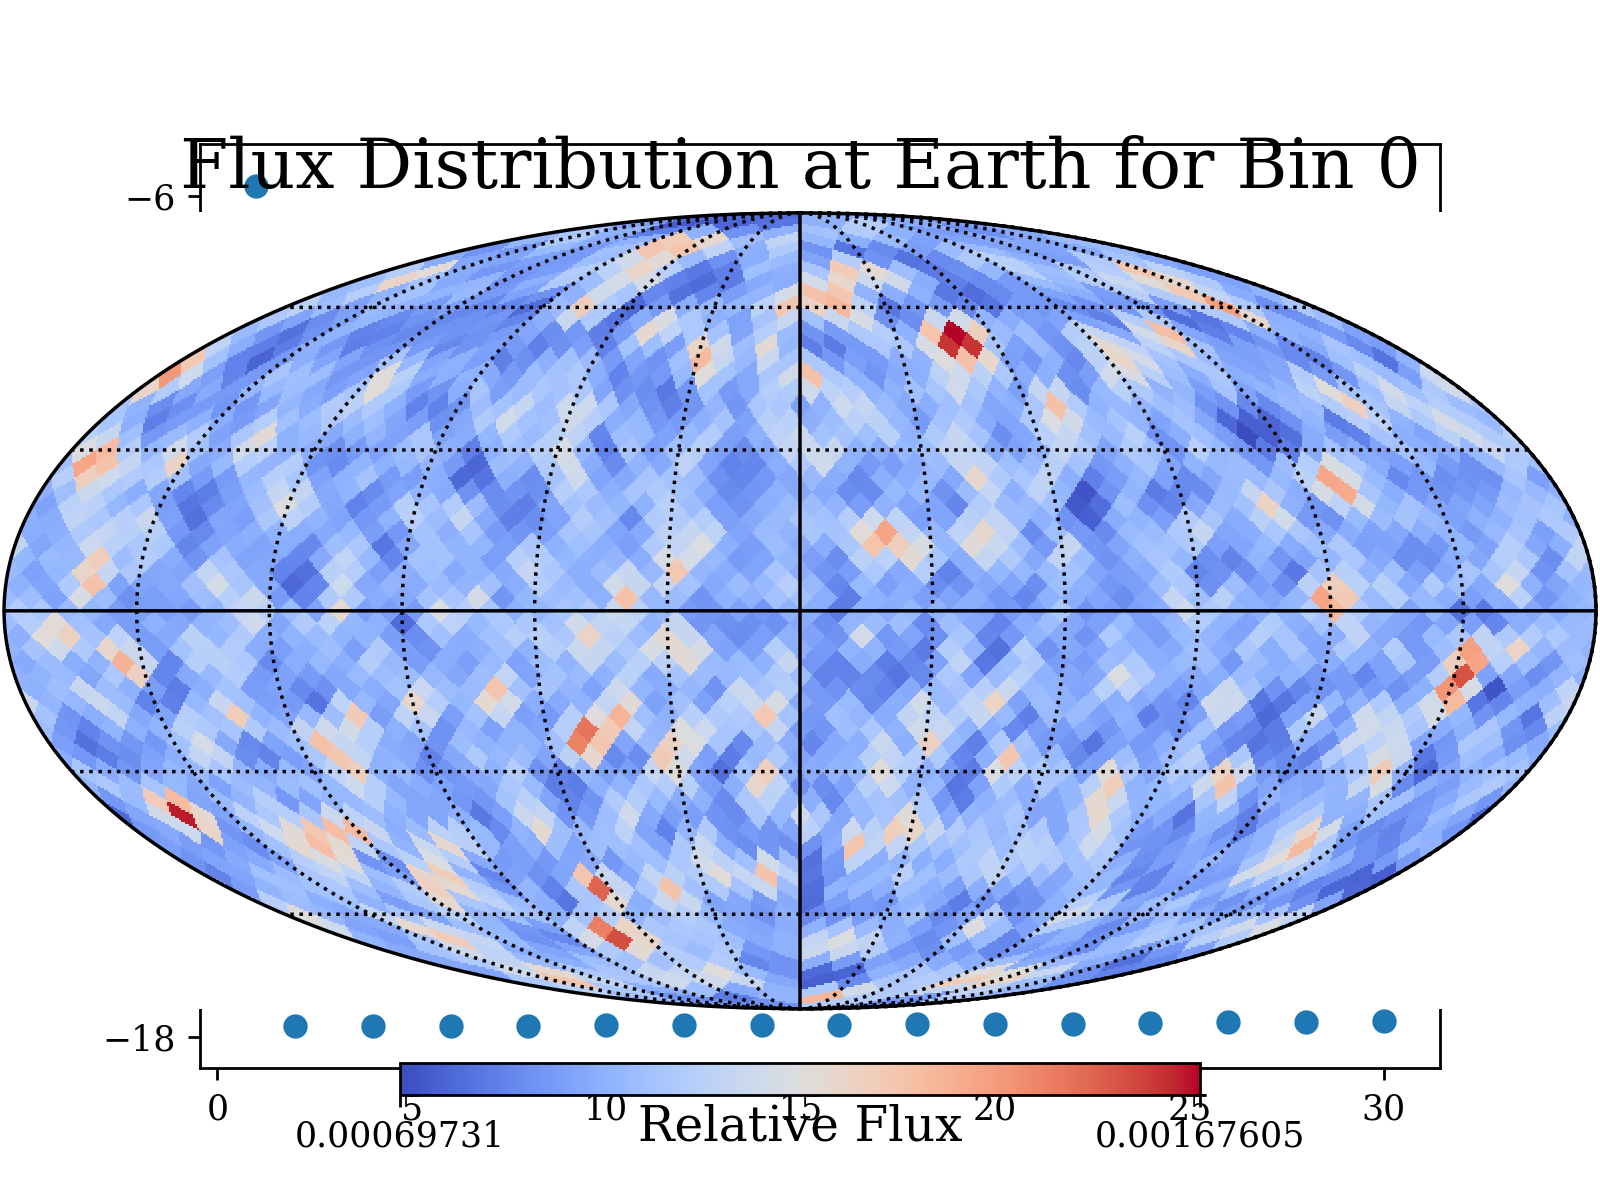 Flux Distribution at Earth for Bin 0
−6
−18
0 5 10 15 20 25 30
Relative Flux
0.00069731 0.00167605